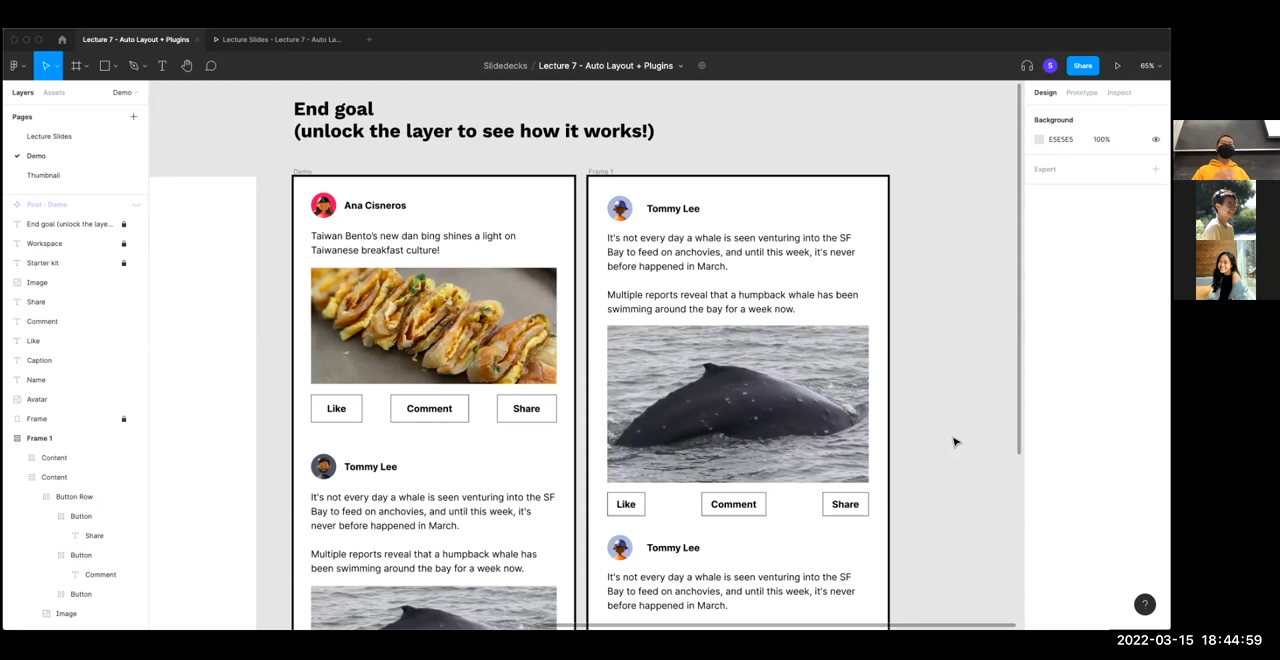 Lecture 7 - Auto Layout + Plugins
Lecture Slides - Lecture 7 - Auto La...
Slidedecks / Lecture 7 - Auto Layout + Plugins
S
Share
65%
Layers
Assets
Demo
Pages
Lecture Slides
Demo
Thumbnail
Post - Demo
End goal (unlock the laye...
Workspace
Starter kit
Image
Share
Comment
Like
Caption
Name
Avatar
Frame
Frame 1
Content
Content
Button Row
Button
Share
Button
Comment
Button
Image
End goal
(unlock the layer to see how it works!)
Demo
Ana Cisneros
Taiwan Bento's new dan bing shines a light on
Taiwanese breakfast culture!
Like
Comment
Share
Tommy Lee
It's not every day a whale is seen venturing into the SF
Bay to feed on anchovies, and until this week, it's
never before happened in March.
Multiple reports reveal that a humpback whale has
been swimming around the bay for a week now.
Frame 1
Tommy Lee
It's not every day a whale is seen venturing into the SF
Bay to feed on anchovies, and until this week, it's never
before happened in March.
Multiple reports reveal that a humpback whale has been
swimming around the bay for a week now.
Like
Comment
Share
Tommy Lee
It's not every day a whale is seen venturing into the SF
Bay to feed on anchovies, and until this week, it's never
before happened in March.
Design
Prototype
Inspect
Background
E5E5E5
100%
Export
?
2022-03-15 18:44:59